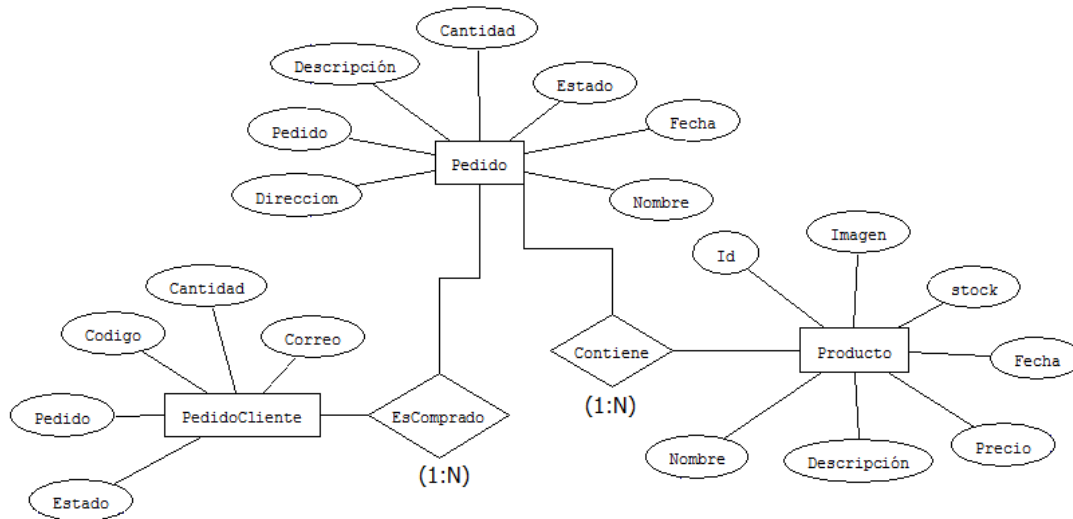 Cantidad
Descripción
Estado
Pedido
Fecha
Pedido
Direccion
Nombre
Imagen
Id
Cantidad
stock
Codigo
Correo
Contiene
Producto
Fecha
Pedido
PedidoCliente
EsComprado
(1:N)
Nombre
Descripción
Precio
(1:N)
Estado